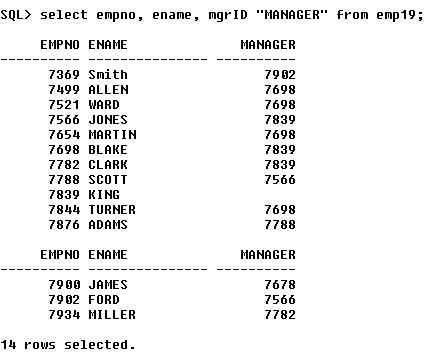 SQL> select empno, ename, mgrID "MANAGER" from emp19;
EMPNO ENAME MANAGER
---------- --------------- ----------
7369 Smith 7902
7499 ALLEN 7698
7521 WARD 7698
7566 JONES 7839
7654 MARTIN 7698
7698 BLAKE 7839
7782 CLARK 7839
7788 SCOTT 7566
7839 KING
7844 TURNER 7698
7876 ADAMS 7788
EMPNO ENAME MANAGER
---------- --------------- ----------
7900 JAMES 7678
7902 FORD 7566
7934 MILLER 7782
14 rows selected.